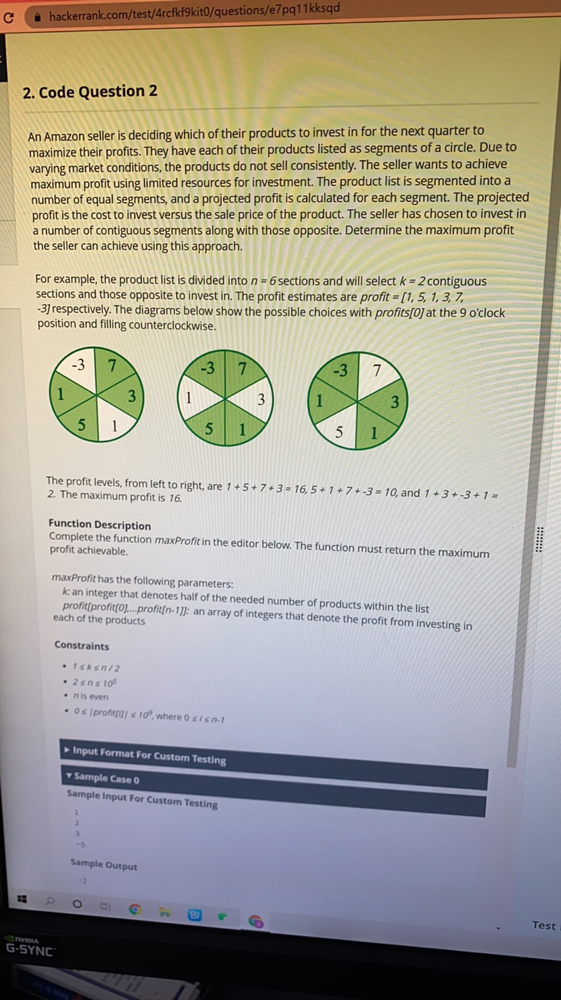 hackerrank.com/test/4rcfkf9kit0/questions/e7pq11kksqd
2. Code Question 2
An Amazon seller is deciding which of their products to invest in for the next quarter to
maximize their profits. They have each of their products listed as segments of a circle. Due to
varying market conditions, the products do not sell consistently. The seller wants to achieve
maximum profit using limited resources for investment. The product list is segmented into a
number of equal segments, and a projected profit is calculated for each segment. The projected
profit is the cost to invest versus the sale price of the product. The seller has chosen to invest in
a number of contiguous segments along with those opposite. Determine the maximum profit
the seller can achieve using this approach.
For example, the product list is divided into n = 6 sections and will select k = 2 contiguous
sections and those opposite to invest in. The profit estimates are profit = [1, 5, 1, 3, 7,
-3] respectively. The diagrams below show the possible choices with profits[0] at the 9 o'clock
position and filling counterclockwise.
-3 7
1 3
5 1
-3 7
1 3
5 1
-3 7
1 3
5 1
The profit levels, from left to right, are 1 + 5 + 7 + 3 = 16, 5 + 1 + 7 + -3 = 10, and 1 + 3 + -3 + 1 =
2. The maximum profit is 16.
Function Description
Complete the function maxProfit in the editor below. The function must return the maximum
profit achievable.
maxProfit has the following parameters:
k: an integer that denotes half of the needed number of products within the list
profit[profit[0],...profit[n-1]]: an array of integers that denote the profit from investing in
each of the products
Constraints
• 1 ≤ k ≤ n / 2
• 2 ≤ n ≤ 10⁵
• n is even
• 0 ≤ |profit[i]| ≤ 10⁹, where 0 ≤ i ≤ n-1
▸ Input Format For Custom Testing
▾ Sample Case 0
Sample Input For Custom Testing
1
2
3
-5
Sample Output
-2
Test
NVIDIA
G-SYNC